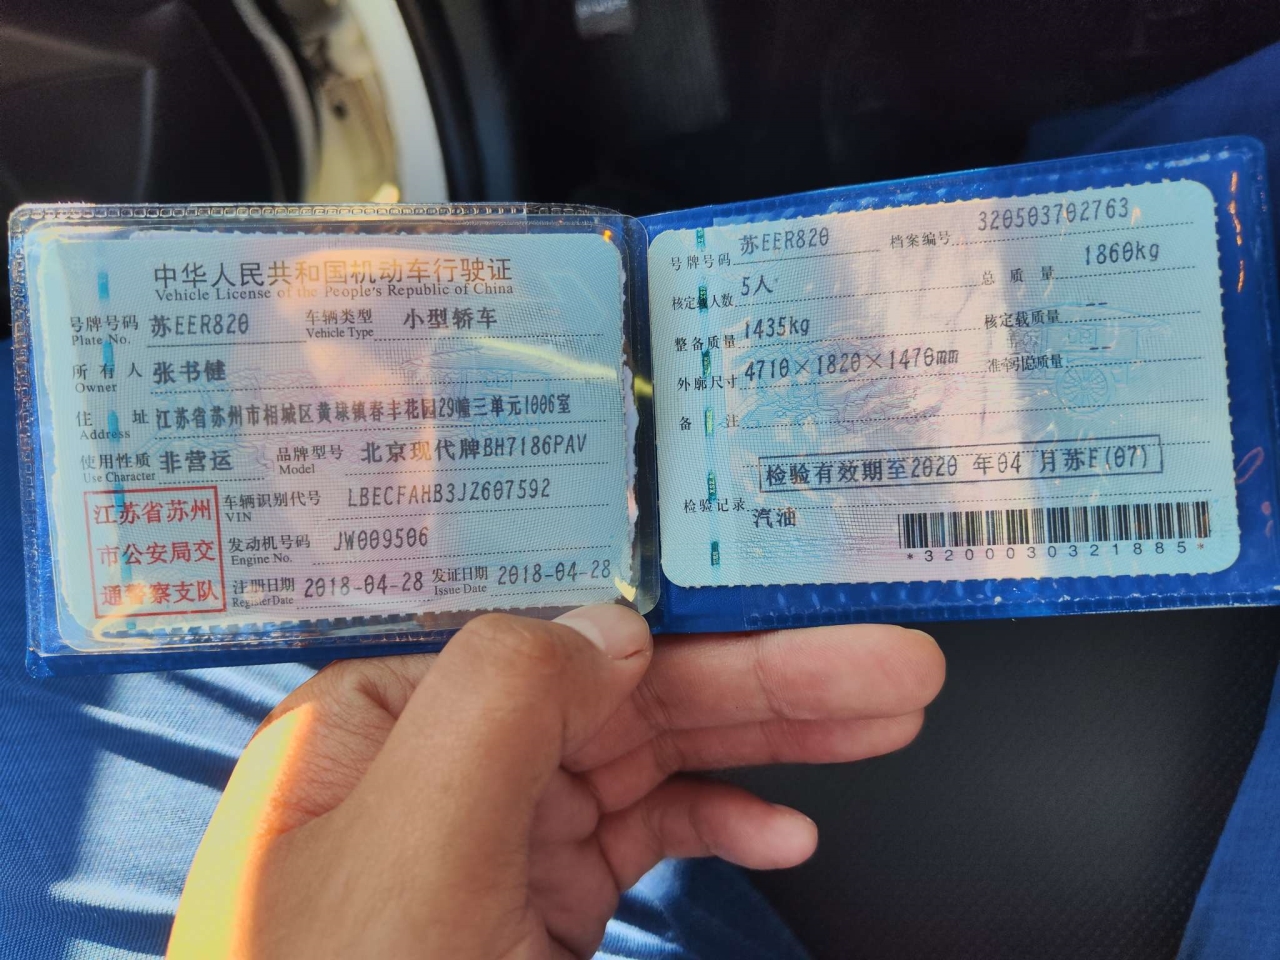 中华人民共和国机动车行驶证
Vehicle License of the People's Republic of China
号牌号码 苏EER820 车辆类型 小型轿车
Plate No. Vehicle Type
所有人 张书健
Owner
住址 江苏省苏州市相城区黄埭镇春丰花园29幢三单元1006室
Address
使用性质 非营运 品牌型号 北京现代牌BH7186PAV
Use Character Model
江苏省苏州
市公安局交
通警察支队
车辆识别代号 LBECFAHB3JZ607592
VIN
发动机号码 JW009506
Engine No.
注册日期 2018-04-28 发证日期 2018-04-28
Register Date Issue Date
号牌号码 苏EER820 档案编号 320503702763
核定载人数 5人 总质量 1860kg
整备质量 1435kg 核定载质量 --
外廓尺寸 4710×1820×1470mm 准牵引总质量 --
备注
检验有效期至2020 年04 月苏E(07)
检验记录
汽油
*3200030321885*